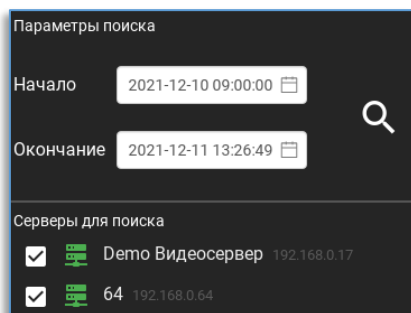 Параметры поиска
Начало 2021-12-10 09:00:00
Окончание 2021-12-11 13:26:49
Серверы для поиска
Demo Видеосервер 192.168.0.17
64 192.168.0.64